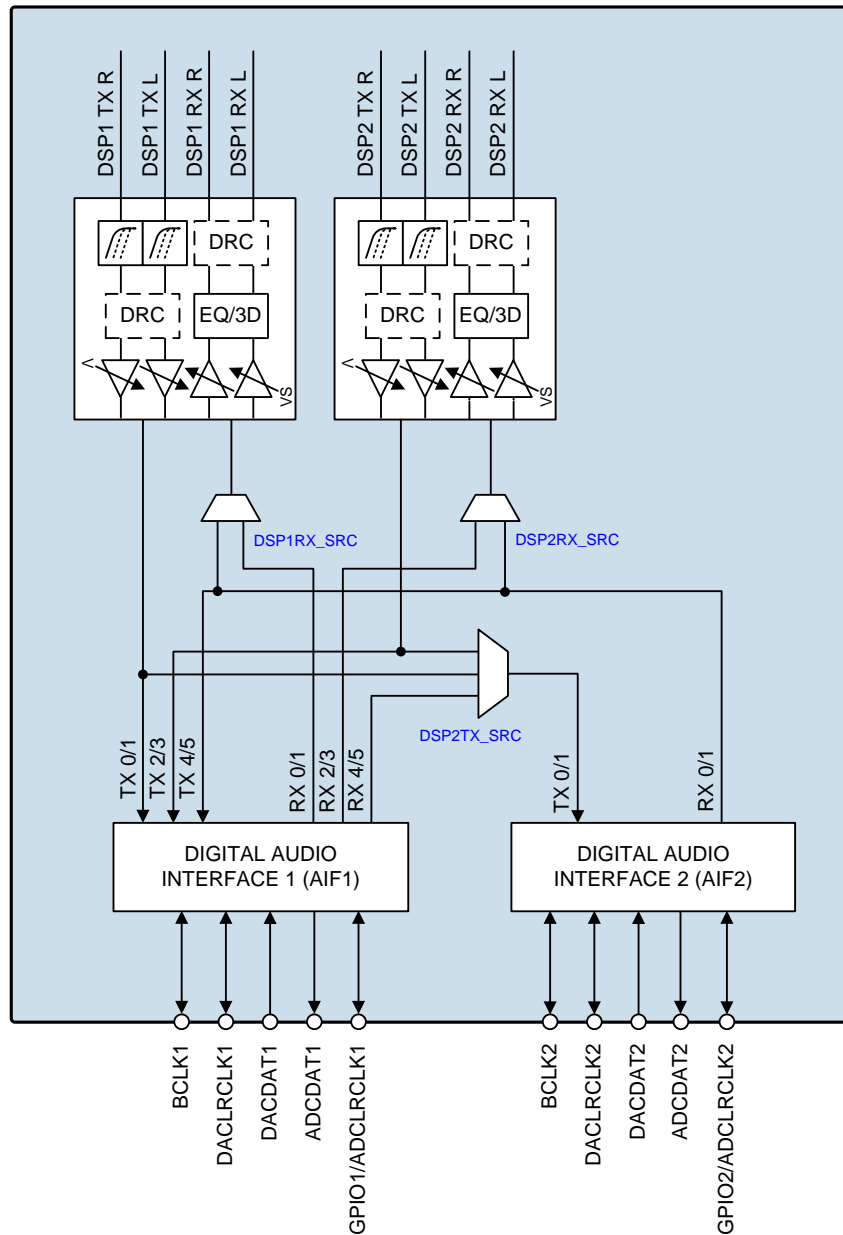 DSP1 TX R
DSP1 TX L
DSP1 RX R
DSP1 RX L
DSP2 TX R
DSP2 TX L
DSP2 RX R
DSP2 RX L
DRC
DRC
DRC
EQ/3D
DRC
EQ/3D
V
VS
V
VS
DSP1RX_SRC
DSP2RX_SRC
DSP2TX_SRC
TX 0/1
TX 2/3
TX 4/5
RX 0/1
RX 2/3
RX 4/5
TX 0/1
RX 0/1
DIGITAL AUDIO
INTERFACE 1 (AIF1)
DIGITAL AUDIO
INTERFACE 2 (AIF2)
BCLK1
DACLRCLK1
DACDAT1
ADCDAT1
GPIO1/ADCLRCLK1
BCLK2
DACLRCLK2
DACDAT2
ADCDAT2
GPIO2/ADCLRCLK2